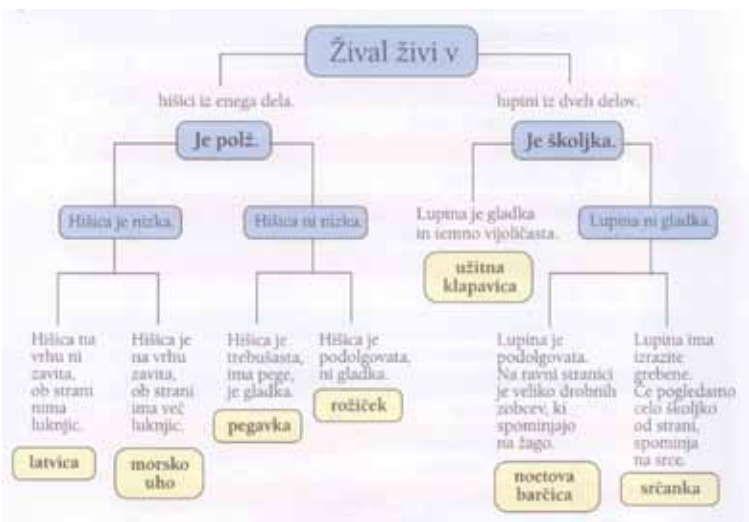 Žival živi v
hišici iz enega dela.
lupini iz dveh delov.
Je polž.
Je školjka.
Hišica je nizka.
Hišica ni nizka.
Lupina je gladka
in temno vijoličasta.
Lupina ni gladka.
užitna
klapavica
Hišica na
vrhu ni
zavita,
ob strani
nima
luknjic.
latvica
Hišica je
na vrhu
zavita,
ob strani
ima več
luknjic.
morsko
uho
Hišica je
trebušasta,
ima pege,
je gladka.
pegavka
Hišica je
podolgovata,
ni gladka.
rožiček
Lupina je
podolgovata.
Na ravni stranici
je veliko drobnih
zobcev, ki
spominjajo
na žago.
noetova
barčica
Lupina ima
izrazite
grebene.
Če pogledamo
celo školjko
od strani,
spominja
na srce.
srčanka